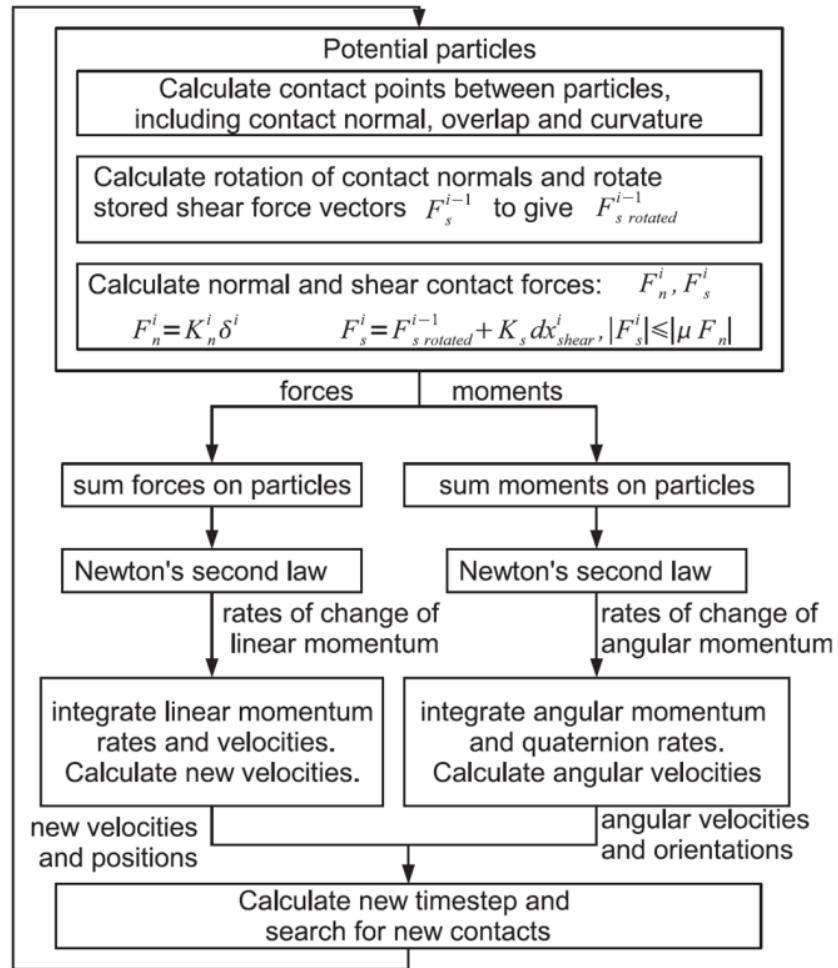 Potential particles
Calculate contact points between particles,
including contact normal, overlap and curvature
Calculate rotation of contact normals and rotate
stored shear force vectors F_s^{i-1} to give F_{s rotated}^{i-1}
Calculate normal and shear contact forces: F_n^i, F_s^i
F_n^i=K_n^i δ^i F_s^i=F_{s rotated}^{i-1}+K_s dx_{shear}^i, |F_s^i|⩽|μ F_n|
forces moments
sum forces on particles
sum moments on particles
Newton's second law
Newton's second law
rates of change of
linear momentum
rates of change of
angular momentum
integrate linear momentum
rates and velocities.
Calculate new velocities.
integrate angular momentum
and quaternion rates.
Calculate angular velocities
new velocities
and positions
angular velocities
and orientations
Calculate new timestep and
search for new contacts